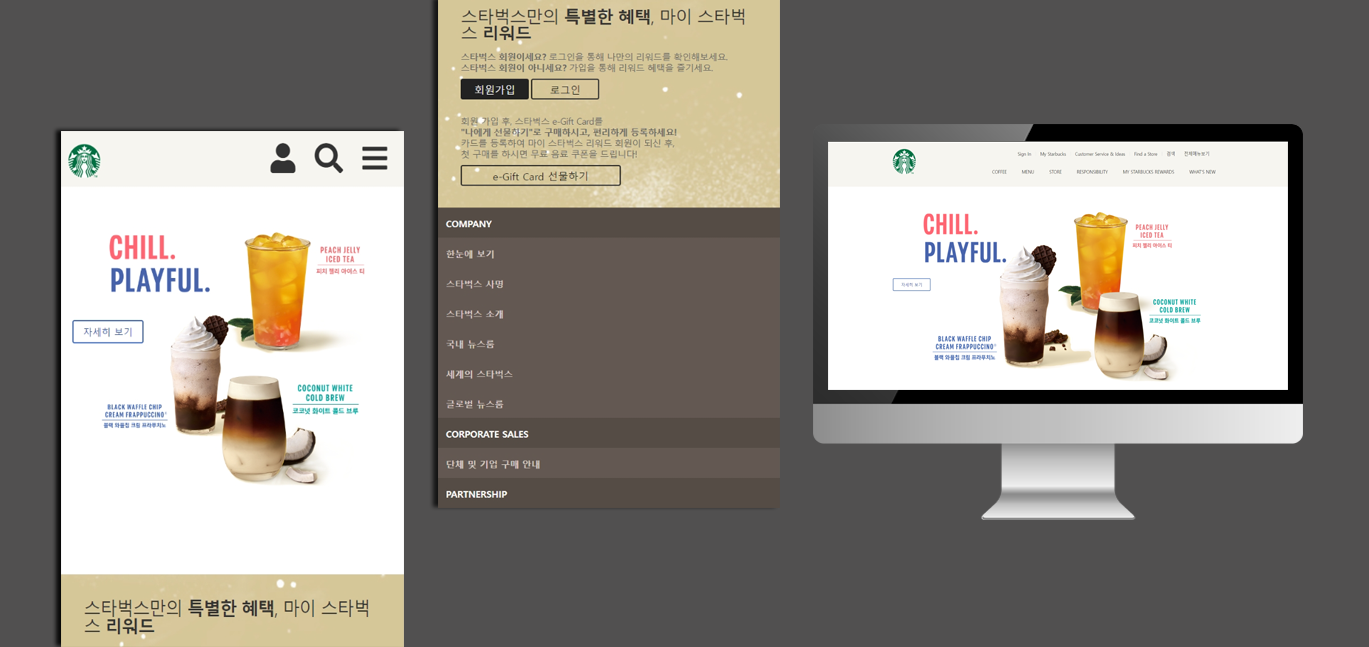 CHILL.
PLAYFUL.
PEACH JELLY
ICED TEA
피치 젤리 아이스 티
자세히 보기
BLACK WAFFLE CHIP
CREAM FRAPPUCCINO
블랙 와플칩 크림 프라푸치노
COCONUT WHITE
COLD BREW
코코넛 화이트 콜드 브루
스타벅스만의 특별한 혜택, 마이 스타벅
스 리워드
스타벅스만의 특별한 혜택, 마이 스타벅
스 리워드
스타벅스 회원이세요? 로그인을 통해 나만의 리워드를 확인해보세요.
스타벅스 회원이 아니세요? 가입을 통해 리워드 혜택을 즐기세요.
회원가입 로그인
회원 가입 후, 스타벅스 e-Gift Card를
"나에게 선물하기"로 구매하시고, 편리하게 등록하세요!
카드를 등록하여 마이 스타벅스 리워드 회원이 되신 후,
첫 구매를 하시면 무료 음료 쿠폰을 드립니다!
e-Gift Card 선물하기
COMPANY
한눈에 보기
스타벅스 사명
스타벅스 소개
국내 뉴스룸
세계의 스타벅스
글로벌 뉴스룸
CORPORATE SALES
단체 및 기업 구매 안내
PARTNERSHIP
Sign In My Starbucks Customer Service & Ideas Find a Store 검색 전체메뉴보기
COFFEE MENU STORE RESPONSIBILITY MY STARBUCKS REWARDS WHAT'S NEW
CHILL.
PLAYFUL.
PEACH JELLY
ICED TEA
피치 젤리 아이스 티
자세히 보기
COCONUT WHITE
COLD BREW
코코넛 화이트 콜드 브루
BLACK WAFFLE CHIP
CREAM FRAPPUCCINO
블랙 와플칩 크림 프라푸치노